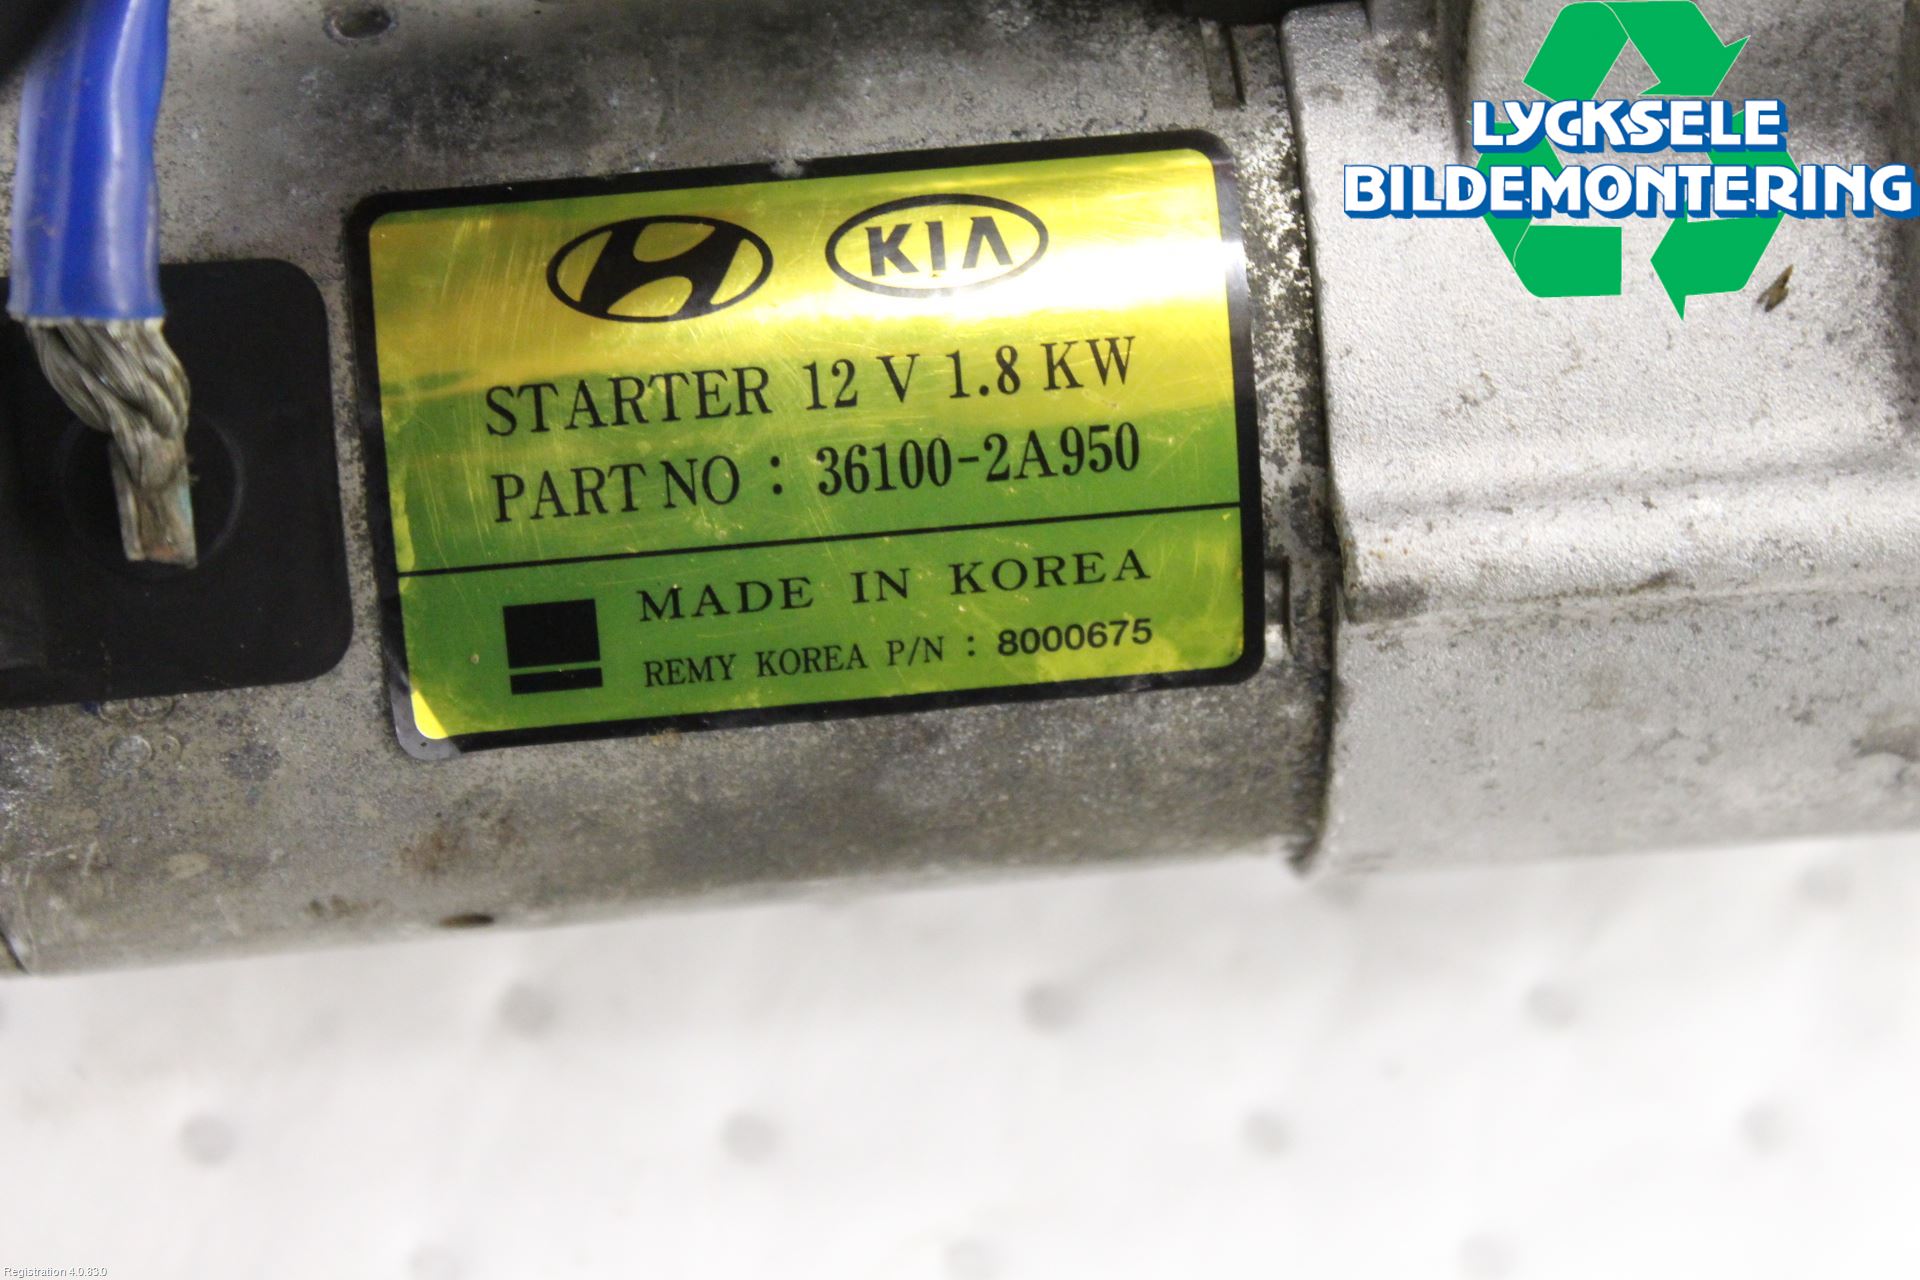 LYCKSELE
BILDEMONTERING
KIA
STARTER 12 V 1.8 KW
PART NO : 36100-2A950
MADE IN KOREA
REMY KOREA P/N : 8000675
Registration 4.0.83.0